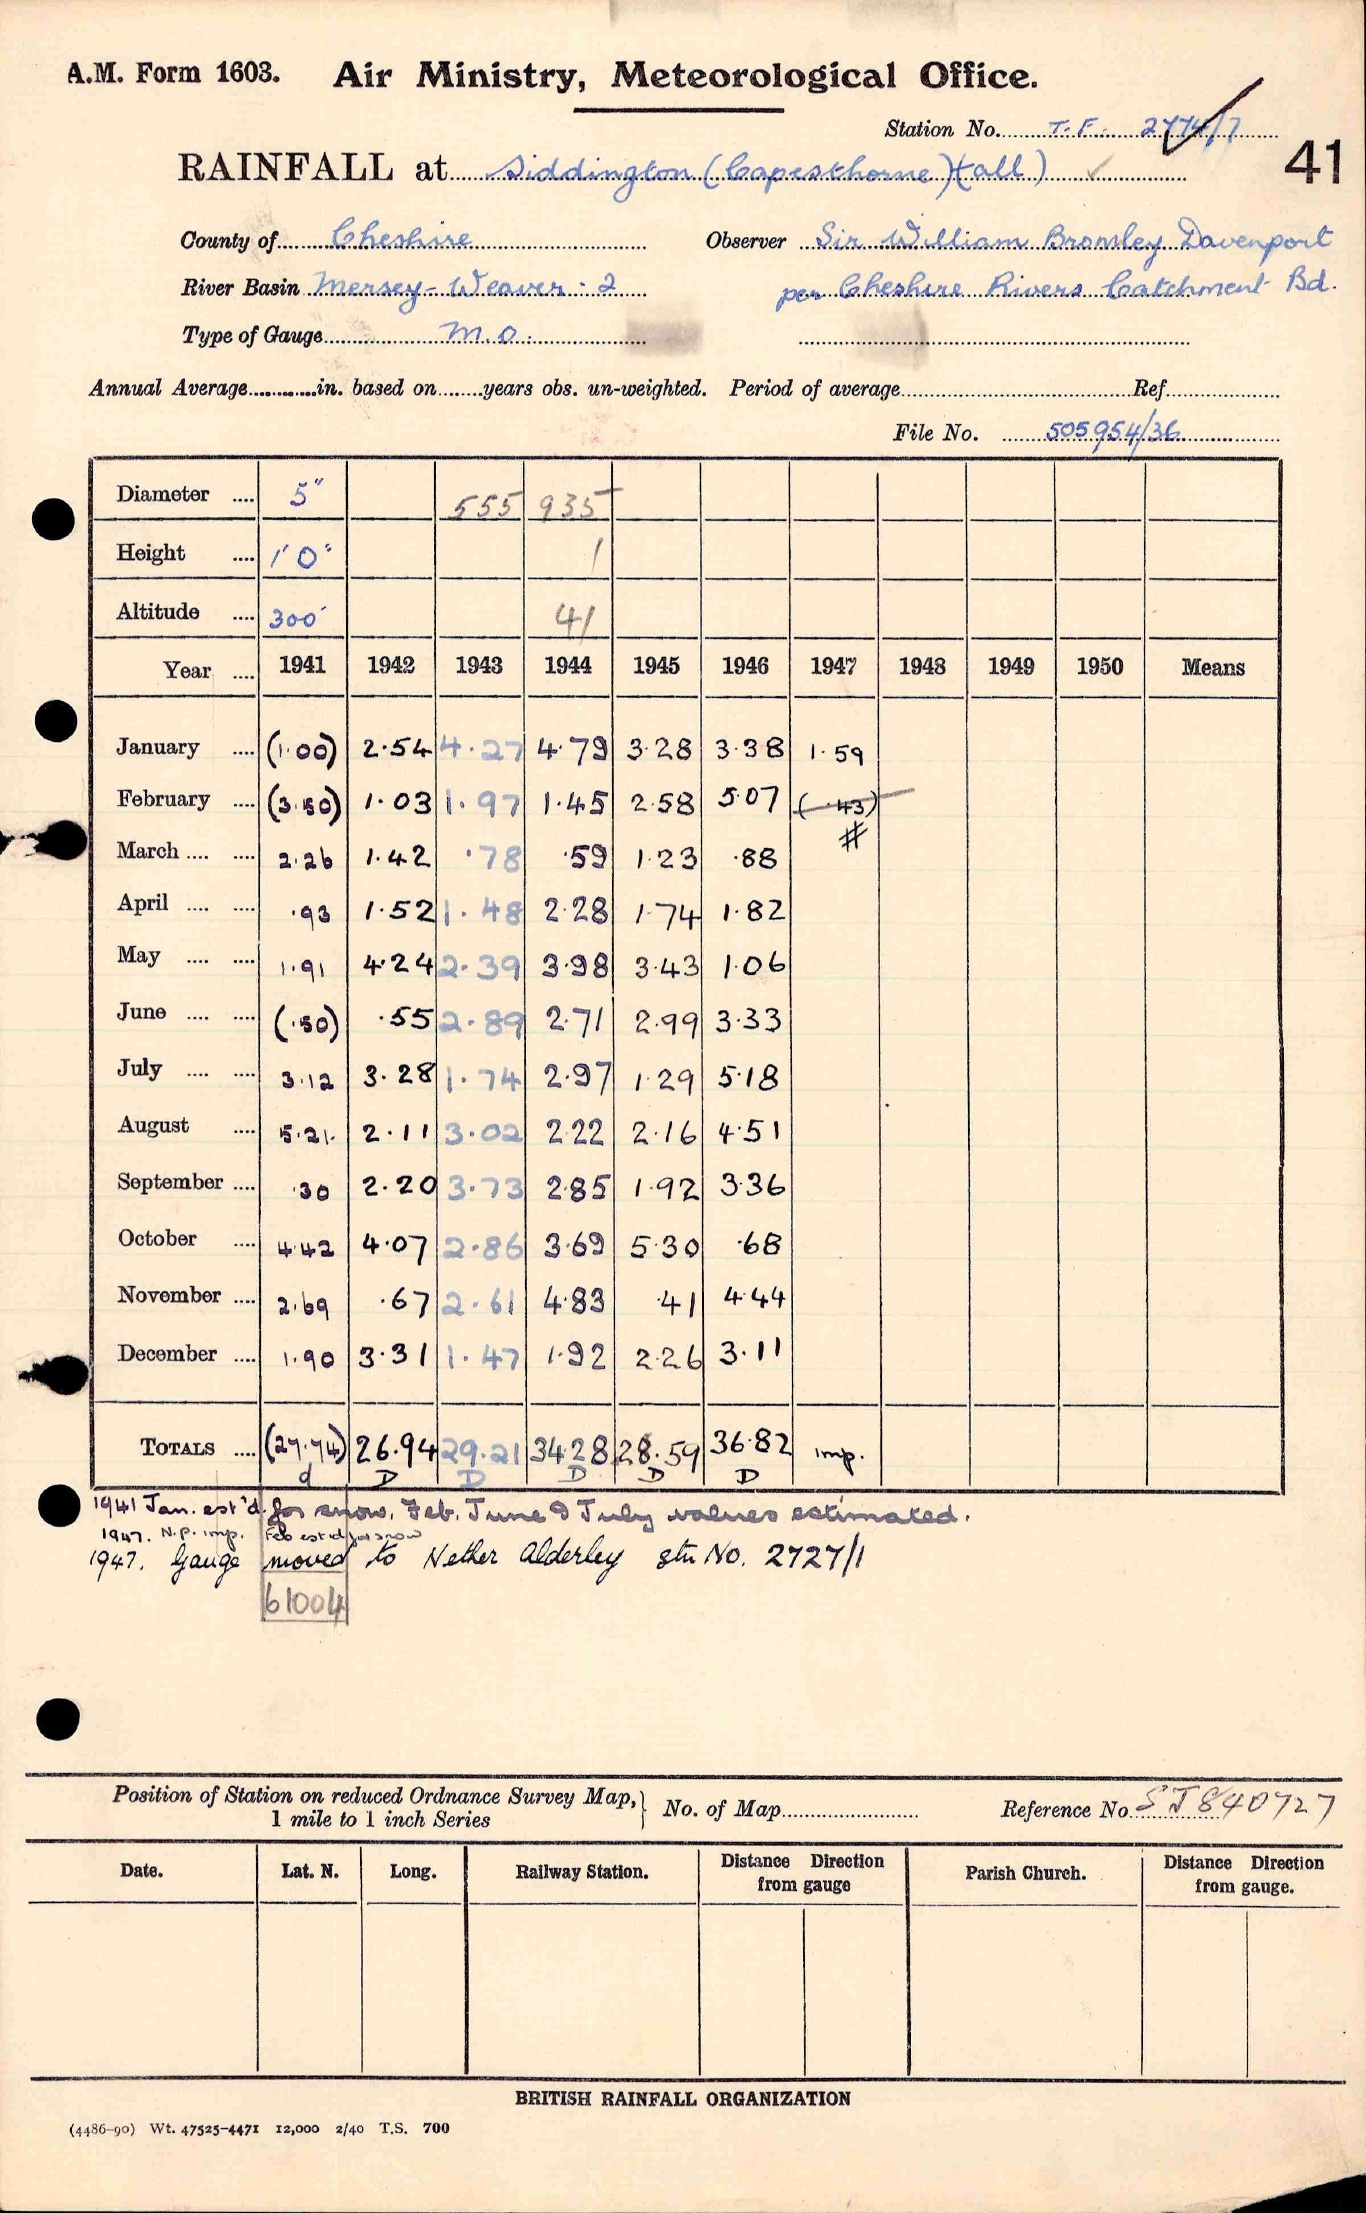 A.M. Form 1603. Air Ministry, Meteorological Office.
Station No. T.F. 2774/7
RAINFALL at Siddington (Capesthorne Hall) 41
County of Cheshire Observer Sir William Bromley Davenport
River Basin Mersey-Weaver-2 per Cheshire Rivers Catchment Bd.
Type of Gauge M.O.
Annual Average in. based on years obs. un-weighted. Period of average Ref.
File No. 505954/36
Diameter 5" 555 935
Height 1'0" 1
Altitude 300' 41
Year 1941 1942 1943 1944 1945 1946 1947 1948 1949 1950 Means
January (1.00) 2.54 4.27 4.79 3.28 3.38 1.59
February (3.50) 1.03 1.97 1.45 2.58 5.07 (.43)
#
March 2.26 1.42 .78 .59 1.23 .88
April .93 1.52 1.48 2.28 1.74 1.82
May 1.91 4.24 2.39 3.98 3.43 1.06
June (.50) .55 2.89 2.71 2.99 3.33
July 3.12 3.28 1.74 2.97 1.29 5.18
August 5.21 2.11 3.02 2.22 2.16 4.51
September .30 2.20 3.73 2.85 1.92 3.36
October 4.42 4.07 2.86 3.69 5.30 .68
November 2.69 .67 2.61 4.83 .41 4.44
December 1.90 3.31 1.47 1.92 2.26 3.11
TOTALS (27.74) 26.94 29.21 34.28 28.59 36.82 imp.
d D D D D D
1941 Jan. est'd. for snow. Feb. June & July values estimated.
1947. N.p. imp. Feb est'd for snow
1947. Gauge moved to Nether Alderley stn No. 2727/1
61004
Position of Station on reduced Ordnance Survey Map, 1 mile to 1 inch Series No. of Map Reference No. SJ840727
Date. Lat. N. Long. Railway Station. Distance Direction from gauge Parish Church. Distance Direction from gauge.
BRITISH RAINFALL ORGANIZATION
(4486-90) Wt. 47525-4471 12,000 2/40 T.S. 700